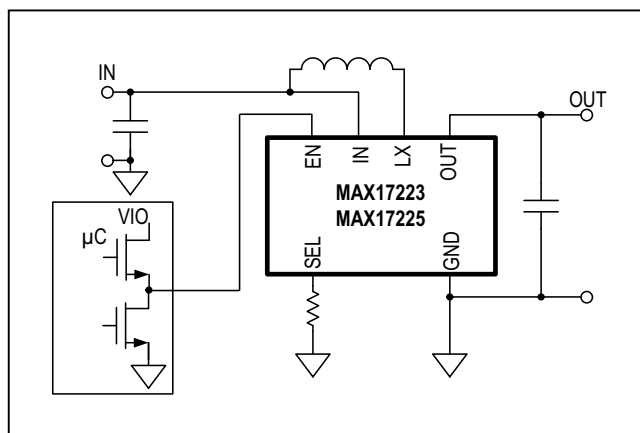 IN
OUT
EN
IN
LX
OUT
MAX17223
MAX17225
SEL
GND
VIO
µC